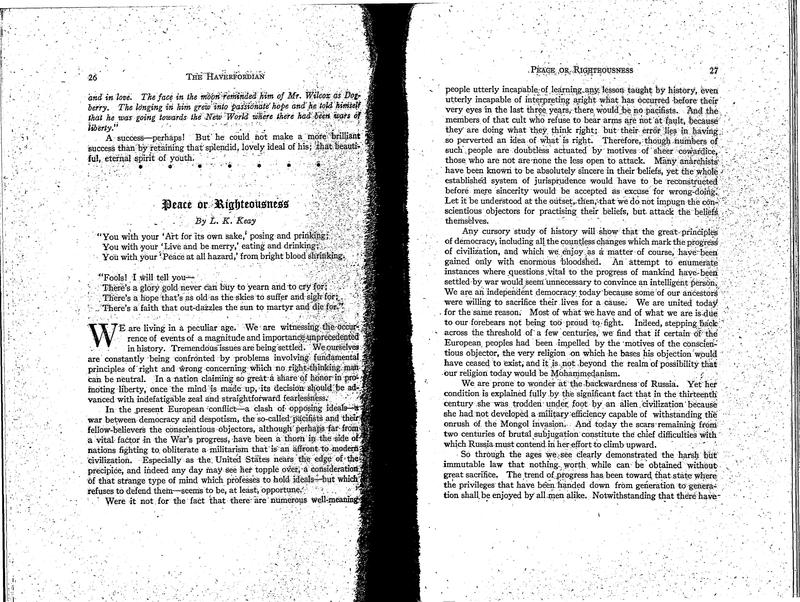 26 THE HAVERFORDIAN
and in love. The face in the moon reminded him of Mr. Wilcox as Dog-
berry. The longing in him grew into passionate hope and he told himself
that he was going towards the New World where there had been wars of
liberty."
A success—perhaps! But he could not make a more brilliant
success than by retaining that splendid, lovely ideal of his; that beauti-
ful, eternal spirit of youth.
* * * * * * *
Peace or Righteousness
By L. K. Keay
"You with your 'Art for its own sake,' posing and prinking;
You with your 'Live and be merry,' eating and drinking;
You with your 'Peace at all hazard,' from bright blood shrinking,
"Fools! I will tell you—
There's a glory gold never can buy to yearn and to cry for;
There's a hope that's as old as the skies to suffer and sigh for;
There's a faith that out-dazzles the sun to martyr and die for."
WE are living in a peculiar age. We are witnessing the occur-
rence of events of a magnitude and importance unprecedented
in history. Tremendous issues are being settled. We ourselves
are constantly being confronted by problems involving fundamental
principles of right and wrong concerning which no right-thinking man
can be neutral. In a nation claiming so great a share of honor in pro-
moting liberty, once the mind is made up, its decision should be ad-
vanced with indefatigable zeal and straightforward fearlessness.
In the present European conflict—a clash of opposing ideals—a
war between democracy and despotism, the so-called pacifists and their
fellow-believers the conscientious objectors, although perhaps far from
a vital factor in the War's progress, have been a thorn in the side of
nations fighting to obliterate a militarism that is an affront to modern
civilization. Especially as the United States nears the edge of the
precipice, and indeed any day may see her topple over, a consideration
of that strange type of mind which professes to hold ideals—but which
refuses to defend them—seems to be, at least, opportune.
Were it not for the fact that there are numerous well-meaning
PEACE OR RIGHTEOUSNESS 27
people utterly incapable of learning any lesson taught by history, even
utterly incapable of interpreting aright what has occurred before their
very eyes in the last three years, there would be no pacifists. And the
members of that cult who refuse to bear arms are not at fault, because
they are doing what they think right; but their error lies in having
so perverted an idea of what is right. Therefore, though numbers of
such people are doubtless actuated by motives of sheer cowardice,
those who are not are none the less open to attack. Many anarchists
have been known to be absolutely sincere in their beliefs, yet the whole
established system of jurisprudence would have to be reconstructed
before mere sincerity would be accepted as excuse for wrong-doing.
Let it be understood at the outset, then, that we do not impugn the con-
scientious objectors for practising their beliefs, but attack the beliefs
themselves.
Any cursory study of history will show that the great principles
of democracy, including all the countless changes which mark the progress
of civilization, and which we enjoy as a matter of course, have been
gained only with enormous bloodshed. An attempt to enumerate
instances where questions vital to the progress of mankind have been
settled by war would seem unnecessary to convince an intelligent person.
We are an independent democracy today because some of our ancestors
were willing to sacrifice their lives for a cause. We are united today
for the same reason. Most of what we have and of what we are is due
to our forebears not being too proud to fight. Indeed, stepping back
across the threshold of a few centuries, we find that if certain of the
European peoples had been impelled by the motives of the conscien-
tious objector, the very religion on which he bases his objection would
have ceased to exist, and it is not beyond the realm of possibility that
our religion today would be Mohammedanism.
We are prone to wonder at the backwardness of Russia. Yet her
condition is explained fully by the significant fact that in the thirteenth
century she was trodden under foot by an alien civilization because
she had not developed a military efficiency capable of withstanding the
onrush of the Mongol invasion. And today the scars remaining from
two centuries of brutal subjugation constitute the chief difficulties with
which Russia must contend in her effort to climb upward.
So through the ages we see clearly demonstrated the harsh but
immutable law that nothing worth while can be obtained without
great sacrifice. The trend of progress has been toward that state where
the privileges that have been handed down from generation to genera-
tion shall be enjoyed by all men alike. Notwithstanding that there have